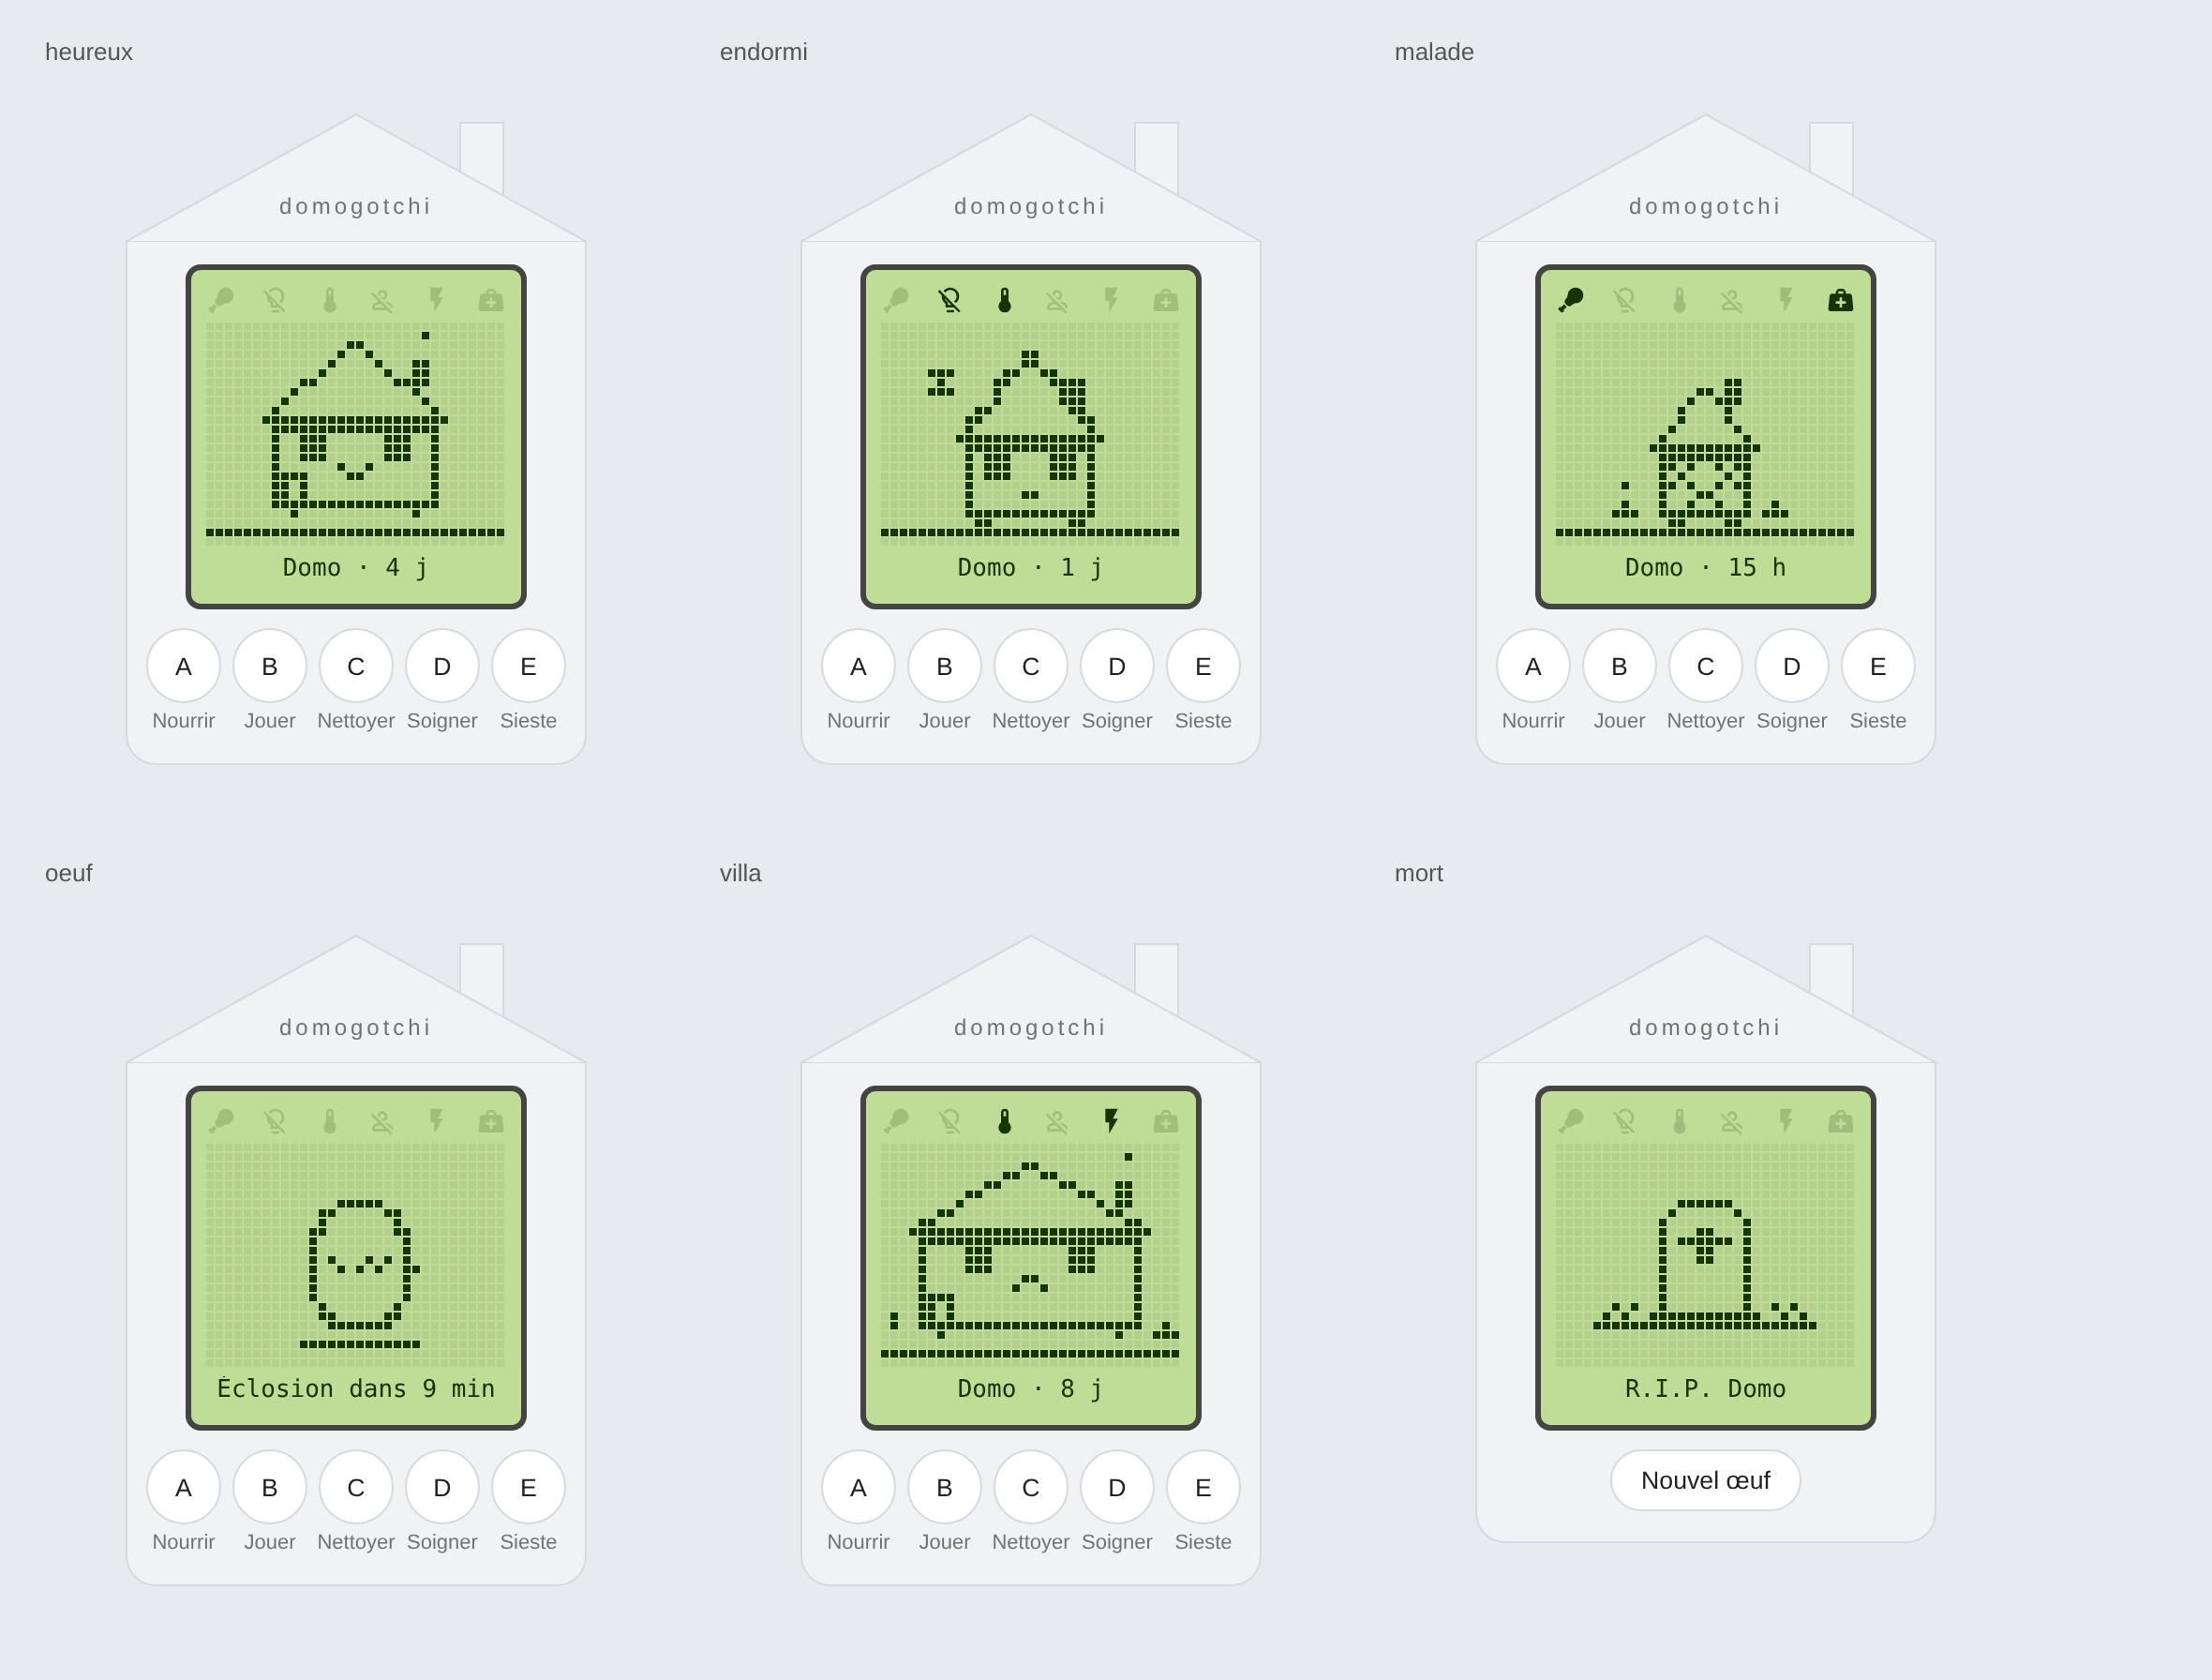 heureux
endormi
malade
domogotchi
domogotchi
domogotchi
Domo · 4 j
Domo · 1 j
Domo · 15 h
A B C D E
A B C D E
A B C D E
Nourrir Jouer Nettoyer Soigner Sieste
Nourrir Jouer Nettoyer Soigner Sieste
Nourrir Jouer Nettoyer Soigner Sieste
oeuf
villa
mort
domogotchi
domogotchi
domogotchi
Éclosion dans 9 min
Domo · 8 j
R.I.P. Domo
A B C D E
A B C D E
Nouvel œuf
Nourrir Jouer Nettoyer Soigner Sieste
Nourrir Jouer Nettoyer Soigner Sieste